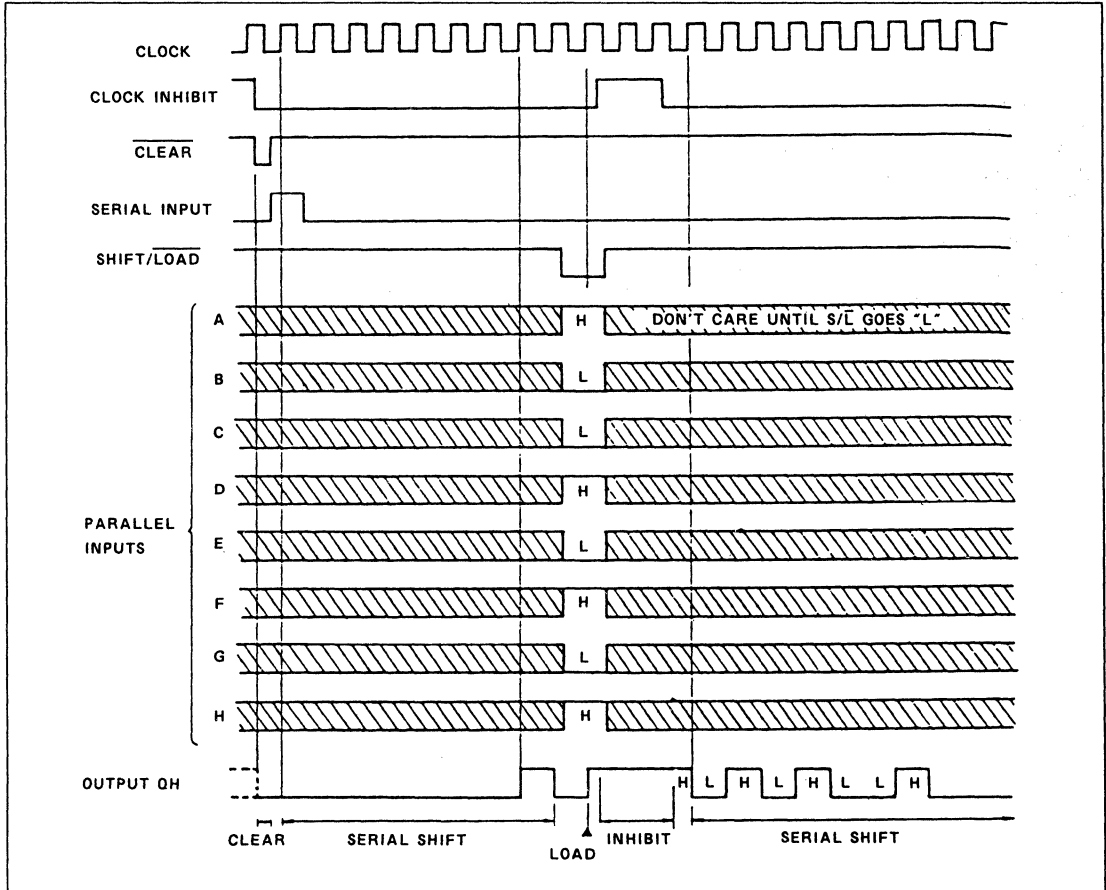 CLOCK
CLOCK INHIBIT
CLEAR
SERIAL INPUT
SHIFT/LOAD
A H DON'T CARE UNTIL S/L GOES "L"
B L
C L
D H
PARALLEL
INPUTS
E L
F H
G L
H H
OUTPUT QH H L H L H L L H
CLEAR SERIAL SHIFT LOAD INHIBIT SERIAL SHIFT